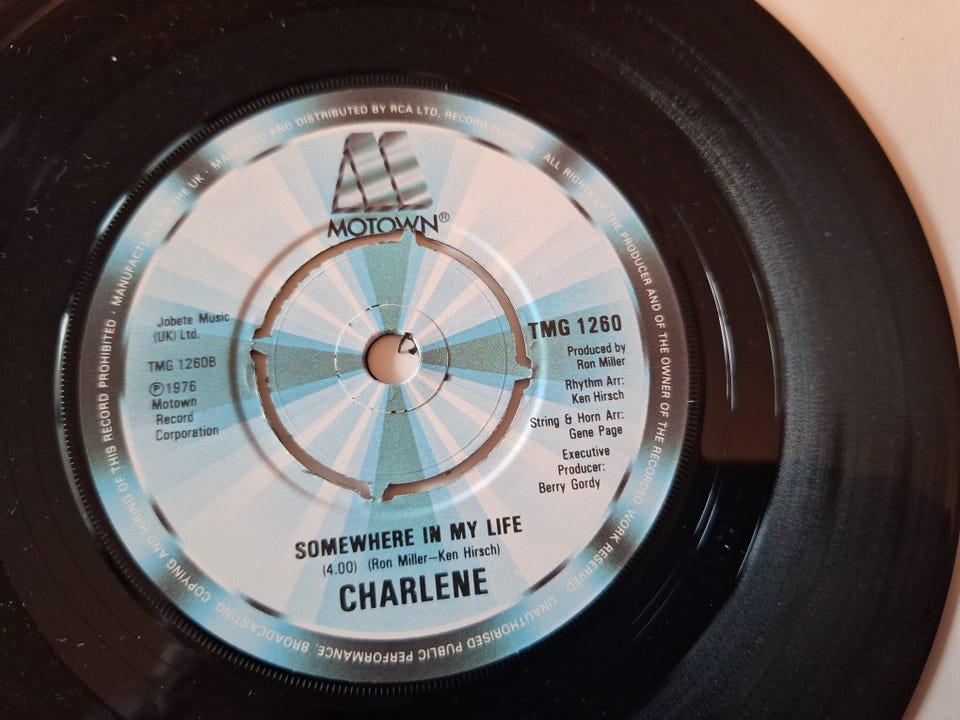 MANUFACTURED IN THE UK · MARKETED AND DISTRIBUTED BY RCA LTD, RECORD DIVISION · ALL RIGHTS OF THE PRODUCER AND OF THE OWNER OF THE RECORDED WORK RESERVED · UNAUTHORISED PUBLIC PERFORMANCE, BROADCASTING, COPYING AND HIRING OF THIS RECORD PROHIBITED ·
MOTOWN®
Jobete Music
(UK) Ltd.
TMG 1260B
℗1976
Motown
Record
Corporation
TMG 1260
Produced by
Ron Miller
Rhythm Arr:
Ken Hirsch
String & Horn Arr:
Gene Page
Executive
Producer:
Berry Gordy
SOMEWHERE IN MY LIFE
(4.00) (Ron Miller–Ken Hirsch)
CHARLENE